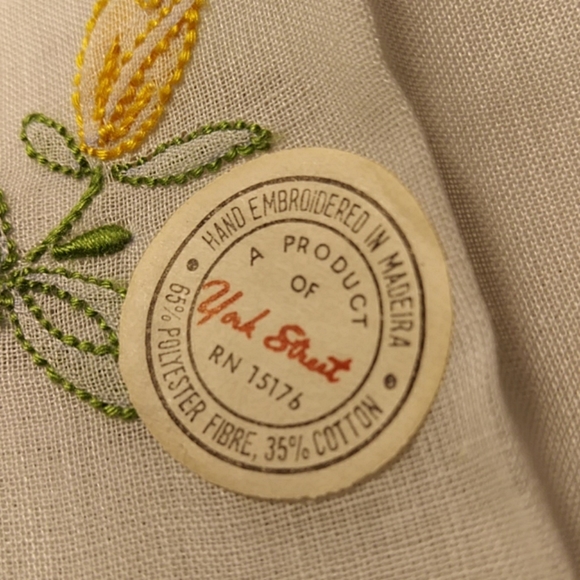 HAND EMBROIDERED IN MADEIRA
A PRODUCT
OF
York Street
RN 15176
65% POLYESTER FIBRE, 35% COTTON